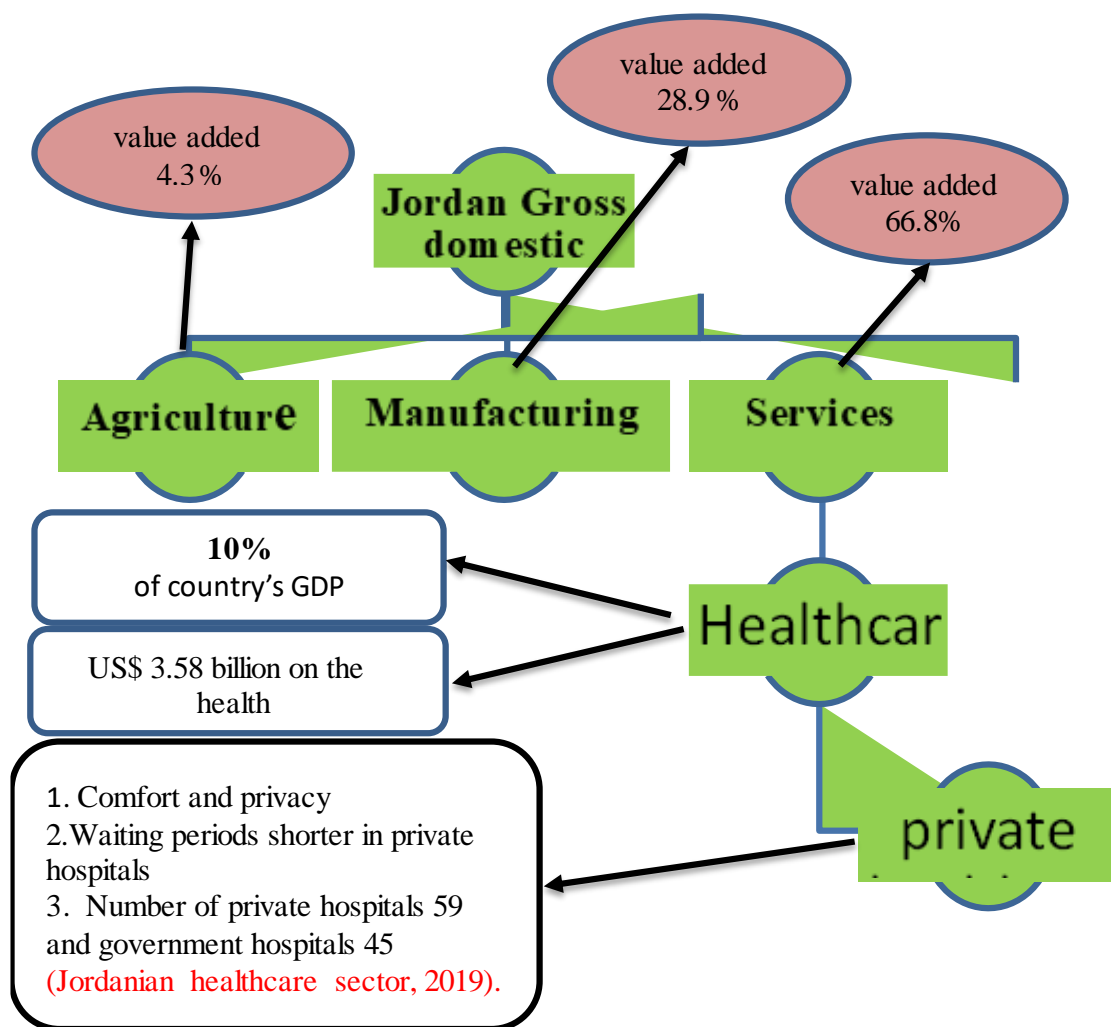 value added
28.9 %
value added
4.3 %
value added
66.8%
Jordan Gross
domestic
Agriculture
Manufacturing
Services
10%
of country’s GDP
Healthcar
US$ 3.58 billion on the
health
1. Comfort and privacy
2.Waiting periods shorter in private
hospitals
3. Number of private hospitals 59
and government hospitals 45
(Jordanian healthcare sector, 2019).
private